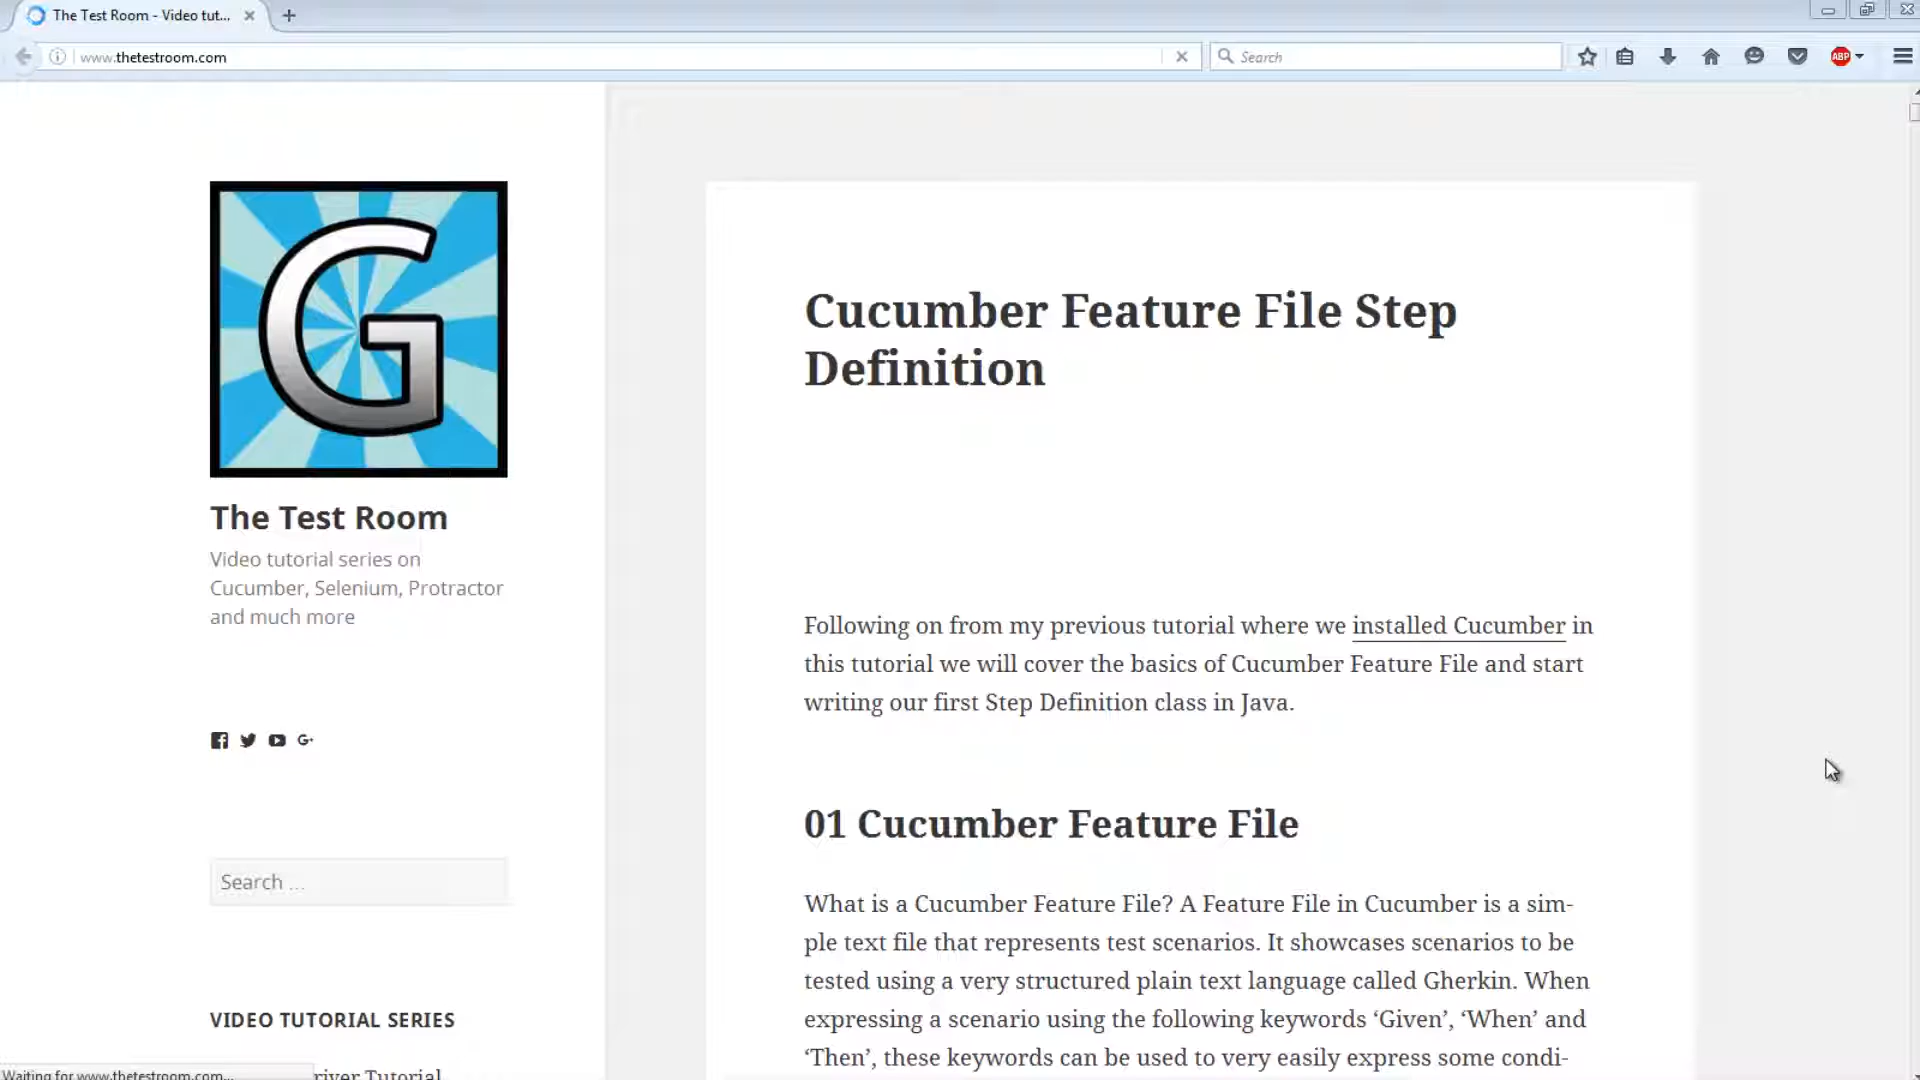 The Test Room - Video tut...
www.thetestroom.com
Search
ABP
G
The Test Room
Video tutorial series on
Cucumber, Selenium, Protractor
and much more
G+
Search ...
VIDEO TUTORIAL SERIES
river Tutorial
Waiting for www.thetestroom.com...
Cucumber Feature File Step
Definition
Following on from my previous tutorial where we installed Cucumber in
this tutorial we will cover the basics of Cucumber Feature File and start
writing our first Step Definition class in Java.
01 Cucumber Feature File
What is a Cucumber Feature File? A Feature File in Cucumber is a sim-
ple text file that represents test scenarios. It showcases scenarios to be
tested using a very structured plain text language called Gherkin. When
expressing a scenario using the following keywords ‘Given’, ‘When’ and
‘Then’, these keywords can be used to very easily express some condi-